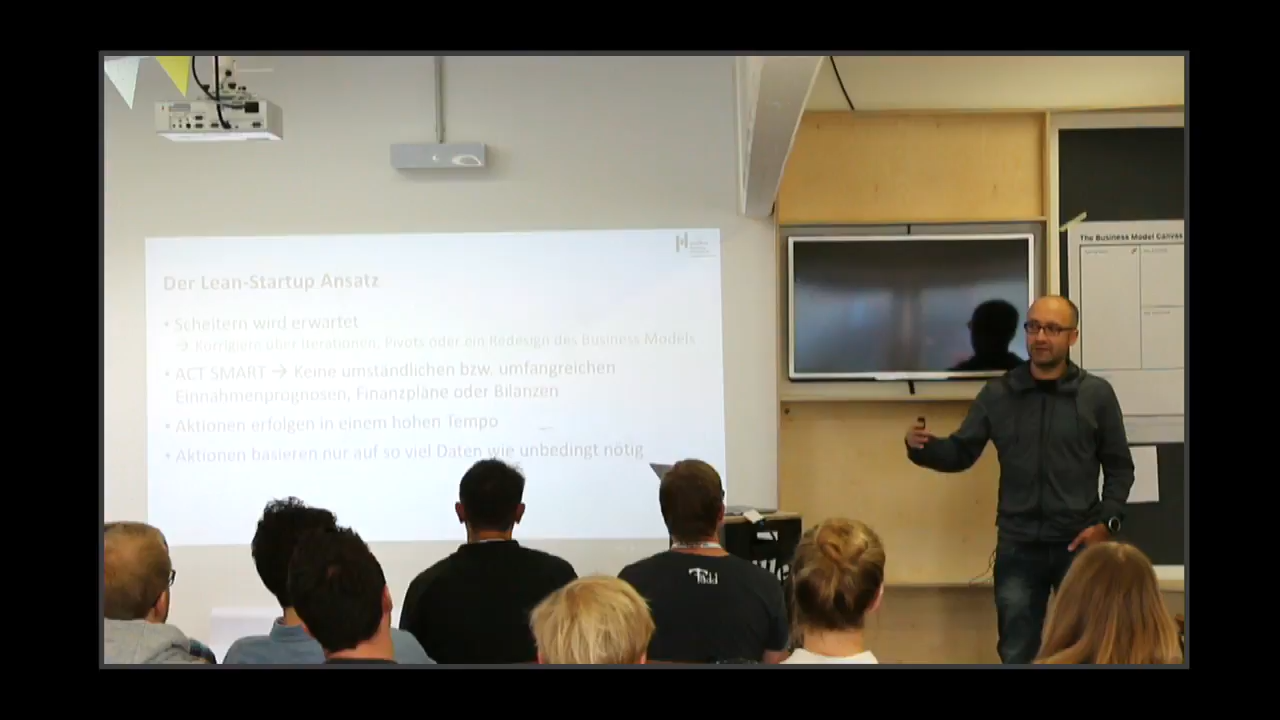 Der Lean-Startup Ansatz
• Scheitern wird erwartet
→ Korrigiere über Iterationen, Pivots oder ein Redesign des Business Models
• ACT SMART → Keine umständlichen bzw. umfangreichen
Einnahmenprognosen, Finanzpläne oder Bilanzen
• Aktionen erfolgen in einem hohen Tempo
• Aktionen basieren nur auf so viel Daten wie unbedingt nötig
The Business Model Canvas